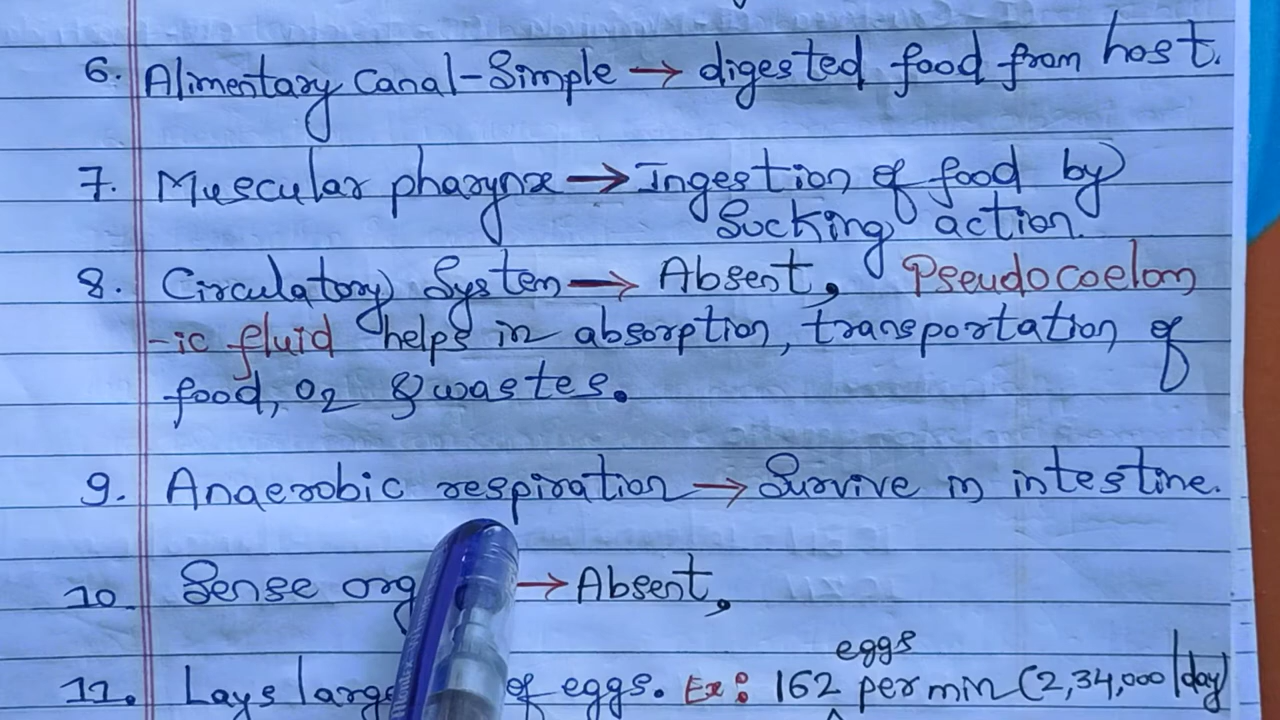 6. Alimentary Canal-Simple → digested food from host.
7. Muscular pharynx → Ingestion of food by
Sucking action.
8. Circulatory System → Absent, Pseudocoelom
-ic fluid helps in absorption, transportation of
food, O2 & wastes.
9. Anaerobic respiration → Survive in intestine.
10 Sense org → Absent,
eggs
11. Lays large of eggs. Ex: 162 per min (2,34,000/day)